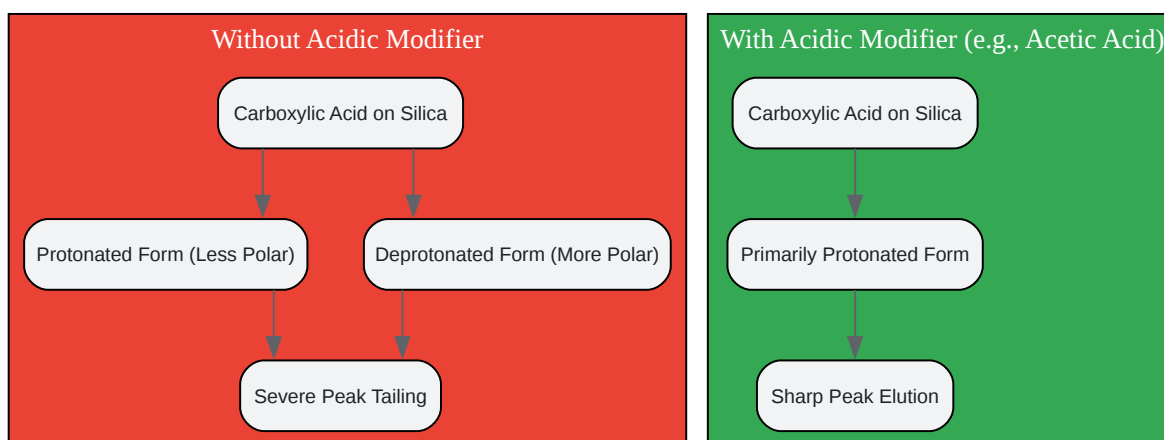 Without Acidic Modifier
Carboxylic Acid on Silica
Protonated Form (Less Polar)
Deprotonated Form (More Polar)
Severe Peak Tailing
With Acidic Modifier (e.g., Acetic Acid)
Carboxylic Acid on Silica
Primarily Protonated Form
Sharp Peak Elution